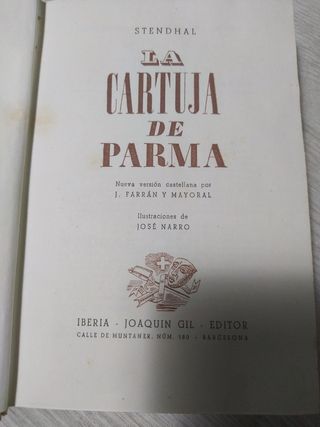 STENDHAL
LA
CARTUJA
DE
PARMA
Nueva versión castellana por
J. FARRÁN Y MAYORAL
Ilustraciones de
JOSÉ NARRO
IBERIA - JOAQUIN GIL - EDITOR
CALLE DE MUNTANER, NÚM. 180 - BARCELONA